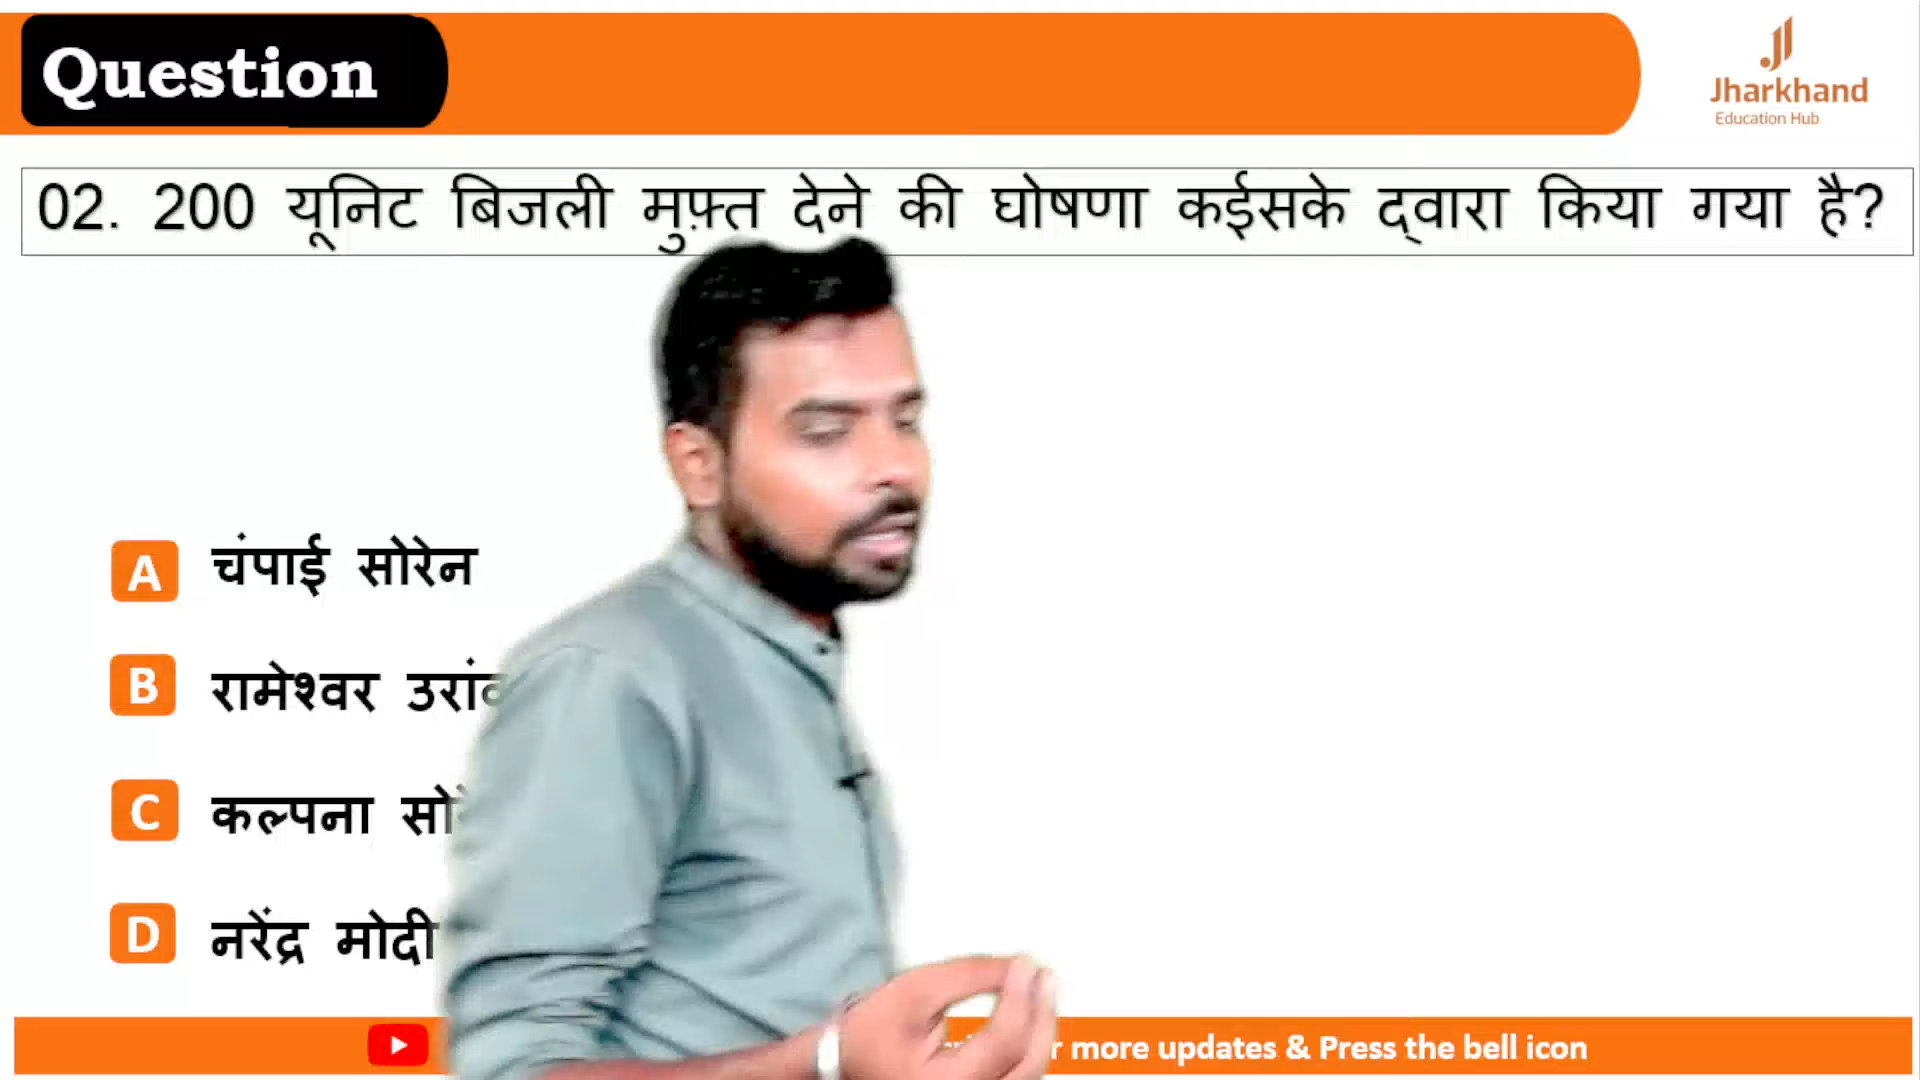 Question
Jharkhand
Education Hub
02. 200 यूनिट बिजली मुफ़्त देने की घोषणा कईसके द्वारा किया गया है?
A चंपाई सोरेन
B रामेश्वर
C कल्पना
D नरेंद्र मोदी
more updates & Press the bell icon